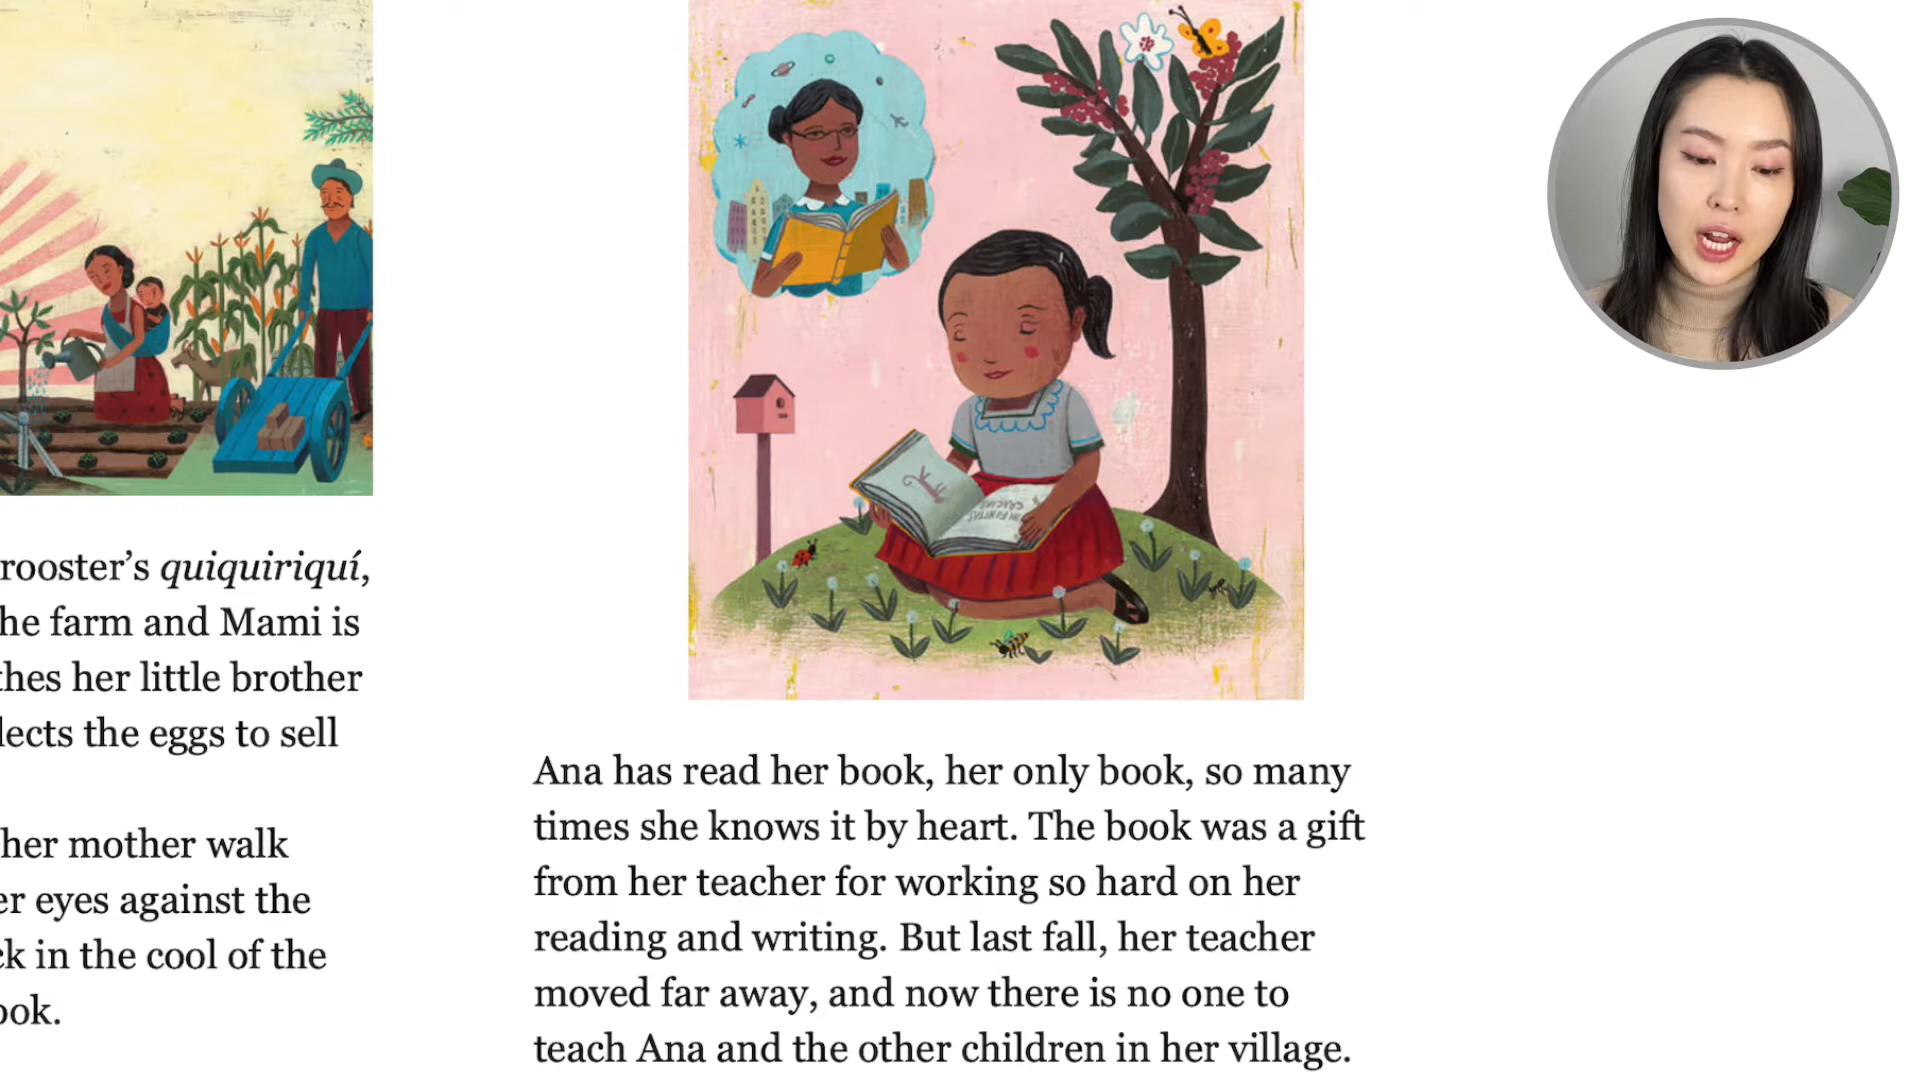 rooster’s quiquiriquí,
he farm and Mami is
thes her little brother
lects the eggs to sell
her mother walk
er eyes against the
ck in the cool of the
ook.
INFINITAS
GRACIAS
Ana has read her book, her only book, so many
times she knows it by heart. The book was a gift
from her teacher for working so hard on her
reading and writing. But last fall, her teacher
moved far away, and now there is no one to
teach Ana and the other children in her village.